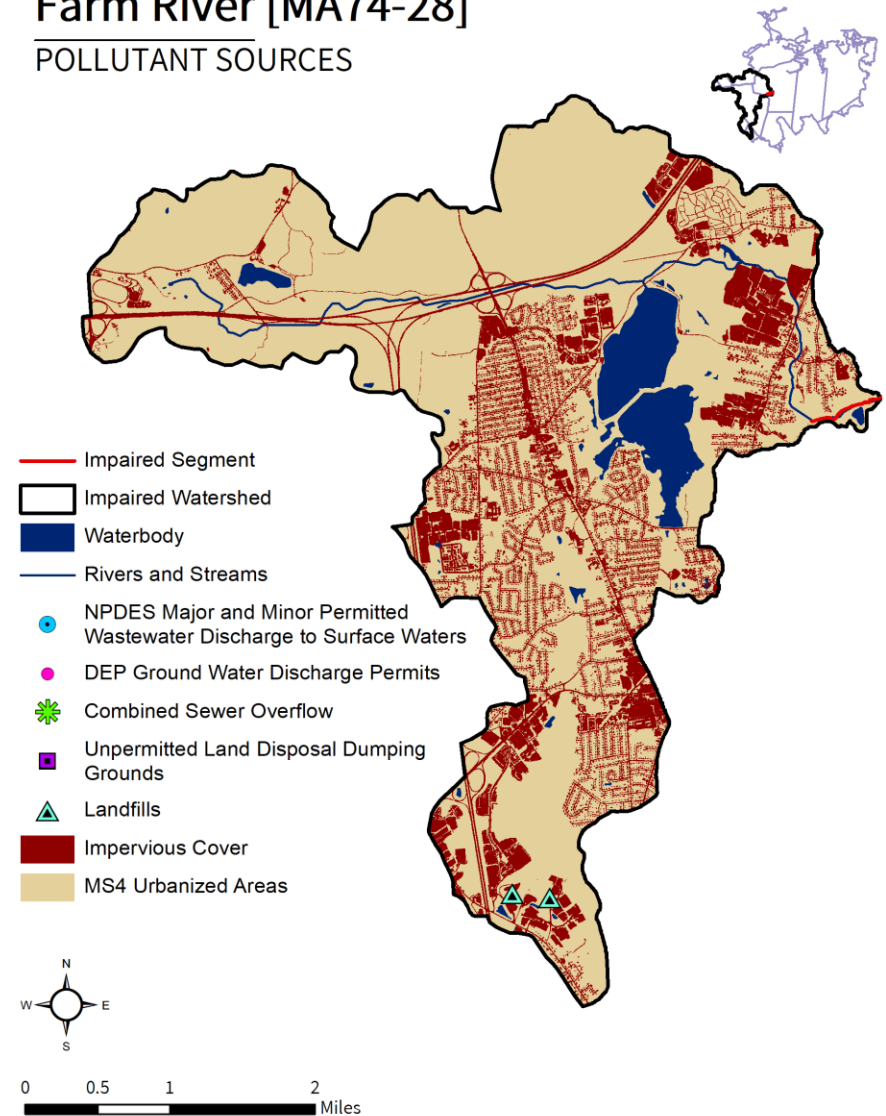 Farm River [MA74-28]
POLLUTANT SOURCES
Impaired Segment
Impaired Watershed
Waterbody
Rivers and Streams
NPDES Major and Minor Permitted
Wastewater Discharge to Surface Waters
DEP Ground Water Discharge Permits
Combined Sewer Overflow
Unpermitted Land Disposal Dumping
Grounds
Landfills
Impervious Cover
MS4 Urbanized Areas
N
W E
S
0 0.5 1 2
Miles